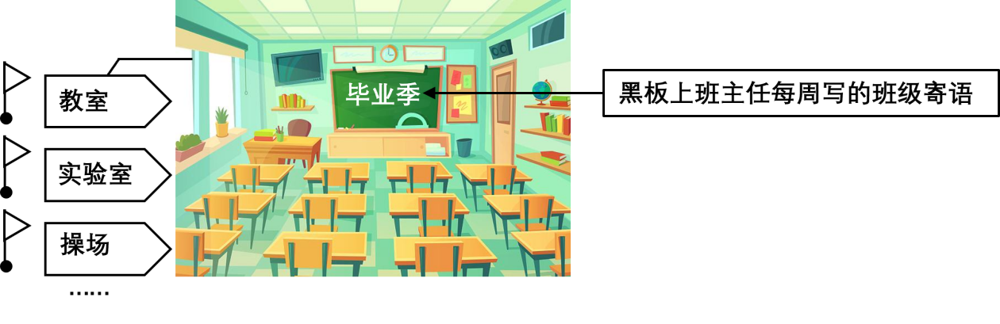 教室
实验室
操场
……
毕业季
黑板上班主任每周写的班级寄语